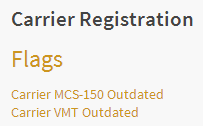 Carrier Registration
Flags
Carrier MCS-150 Outdated
Carrier VMT Outdated